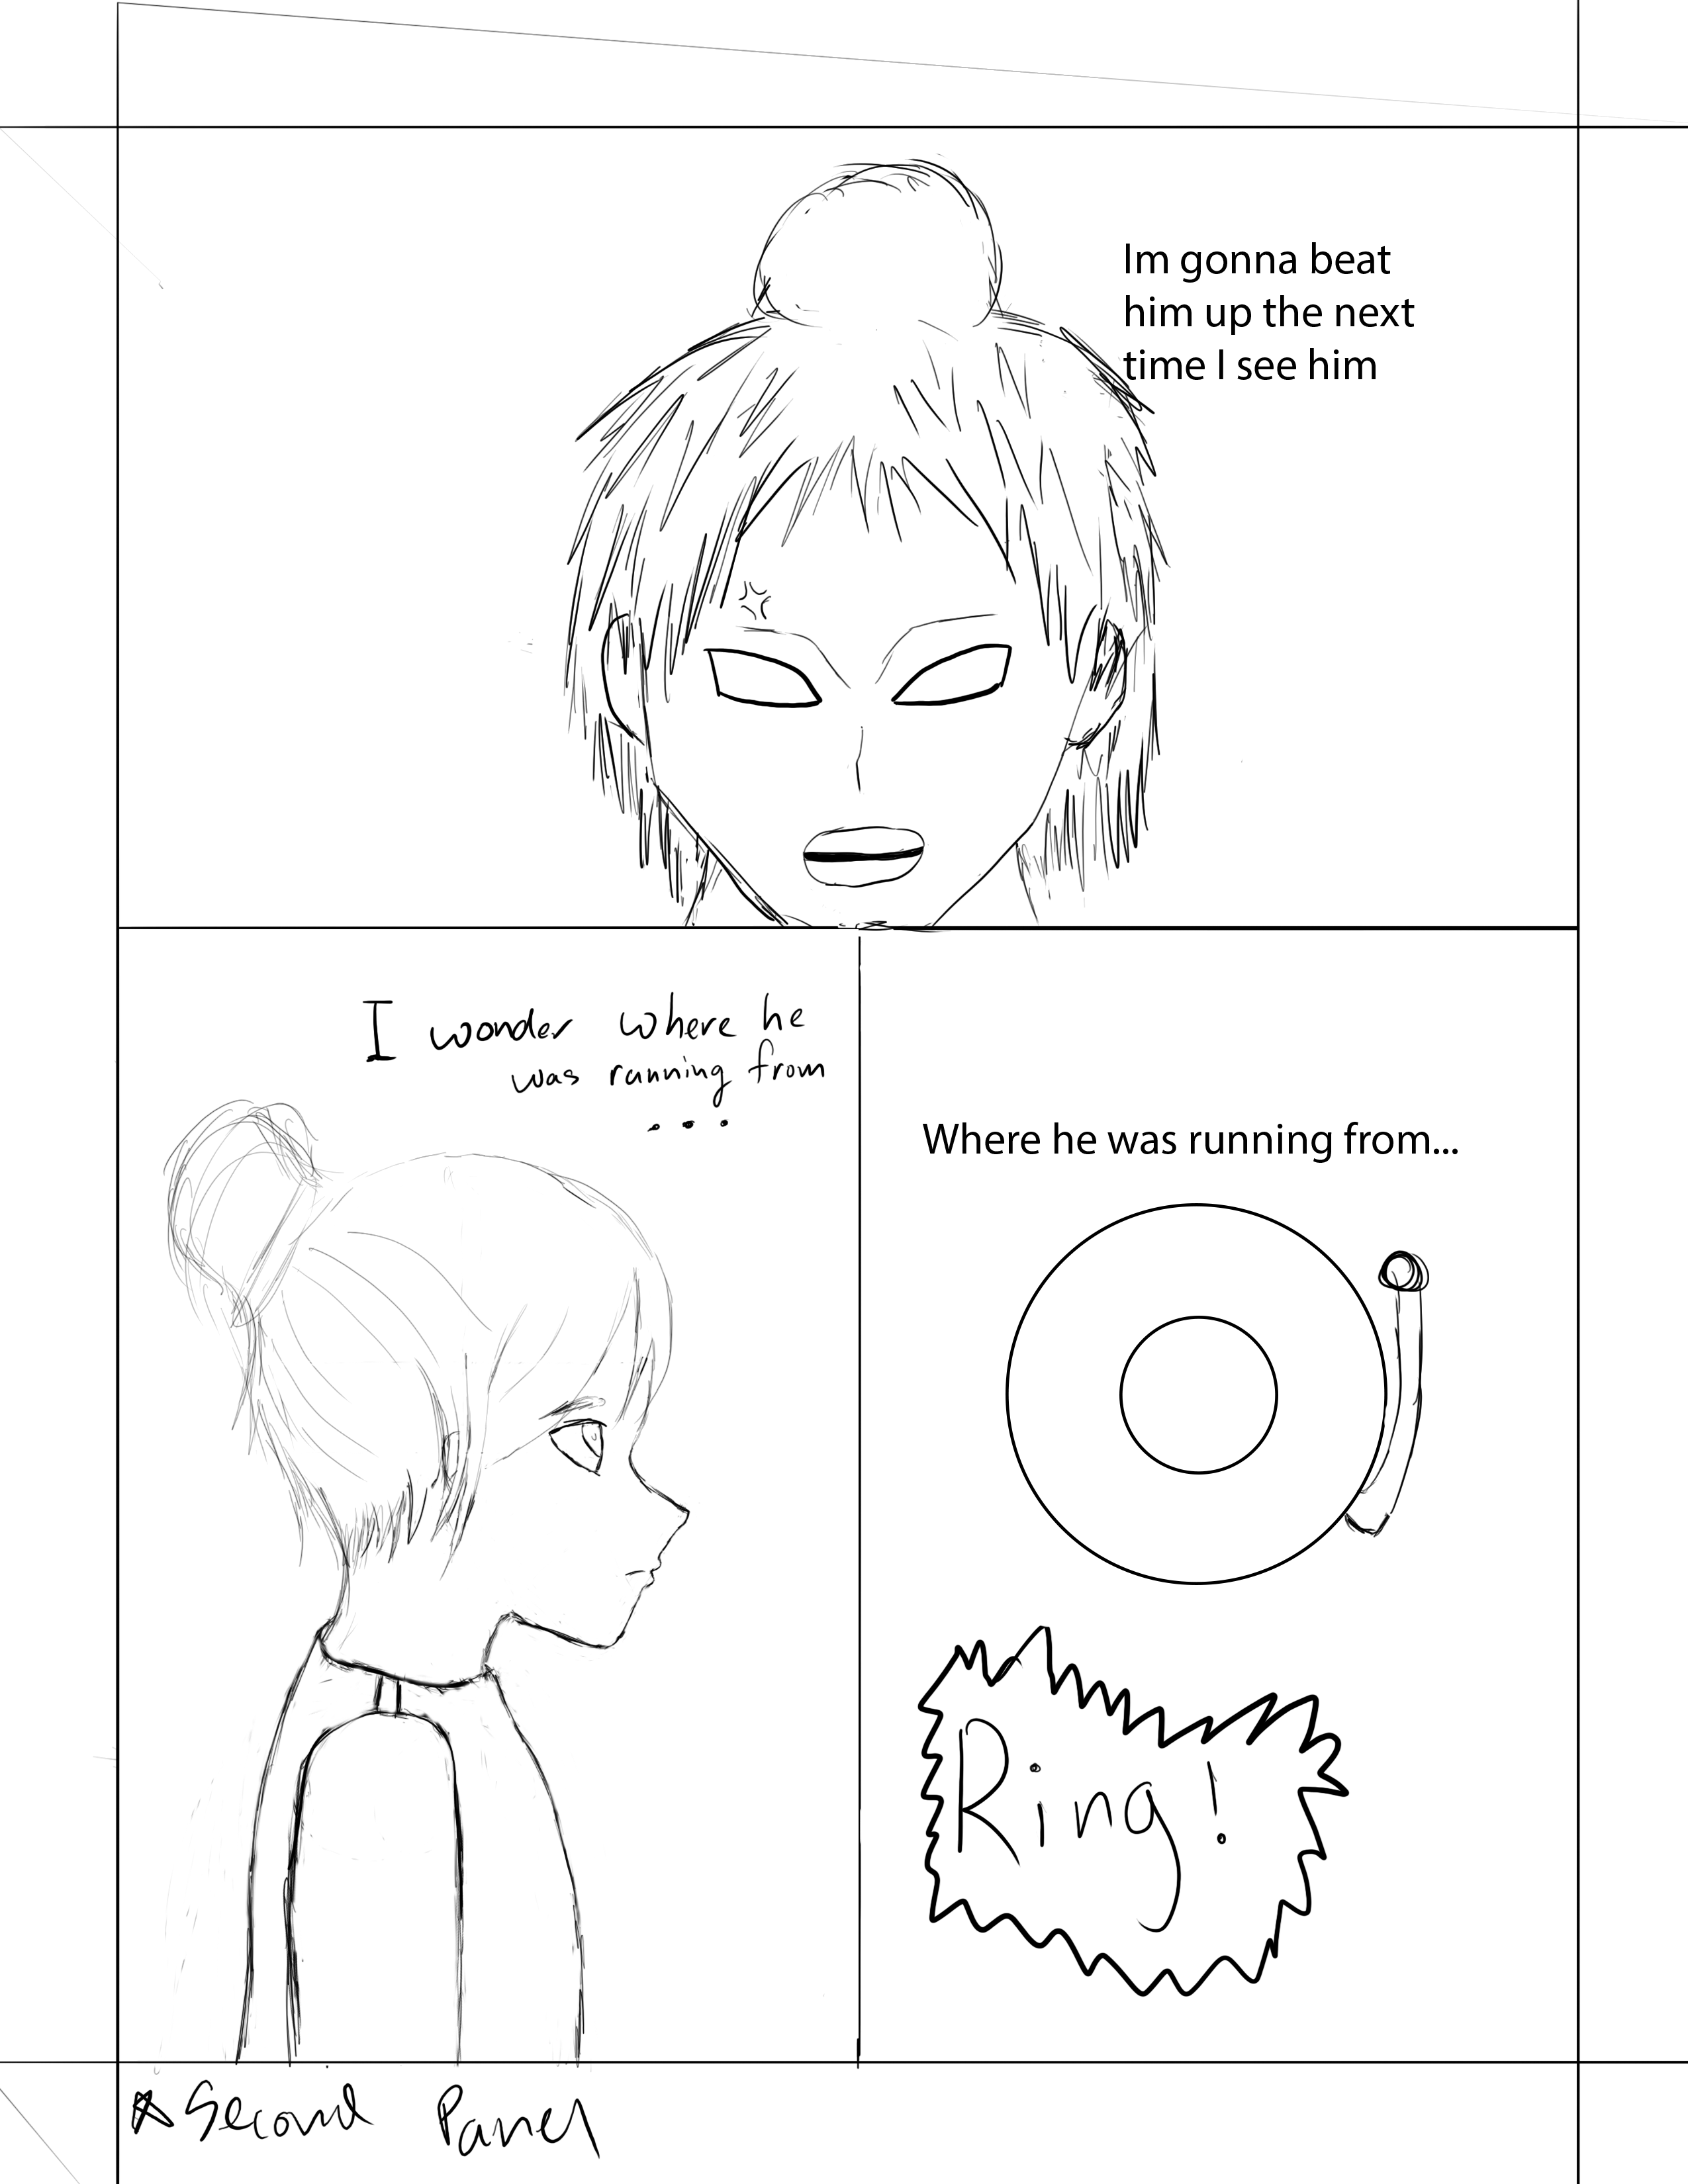 Im gonna beat
him up the next
time I see him
I wonder where he
was running from
...
Where he was running from...
Ring!
Second Panel